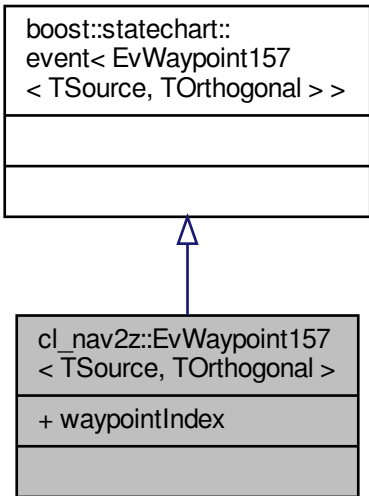 boost::statechart::
event< EvWaypoint157
< TSource, TOrthogonal > >
cl_nav2z::EvWaypoint157
< TSource, TOrthogonal >
+ waypointIndex